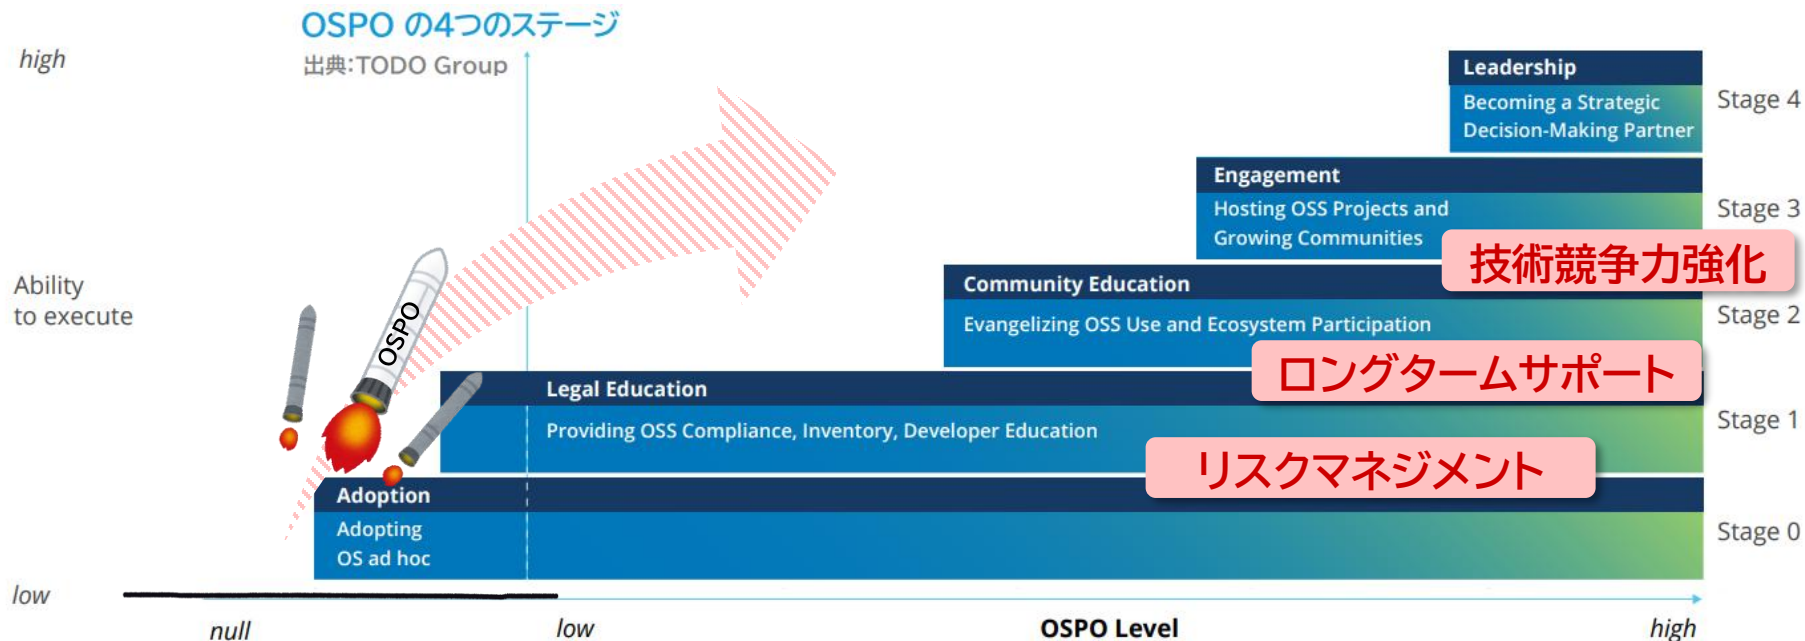 OSPO の4つのステージ
出典:TODO Group
high
Leadership
Becoming a Strategic
Decision-Making Partner
Stage 4
Engagement
Hosting OSS Projects and
Growing Communities
Stage 3
技術競争力強化
Ability
to execute
OSPO
Community Education
Evangelizing OSS Use and Ecosystem Participation
Stage 2
ロングタームサポート
Legal Education
Providing OSS Compliance, Inventory, Developer Education
Stage 1
リスクマネジメント
Adoption
Adopting
OS ad hoc
Stage 0
low
null
low
OSPO Level
high